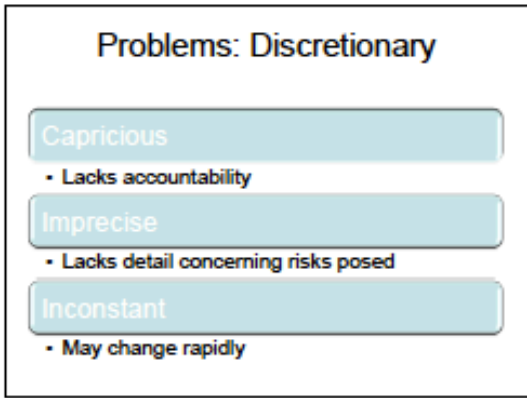 Problems: Discretionary
Capricious
• Lacks accountability
Imprecise
• Lacks detail concerning risks posed
Inconstant
• May change rapidly